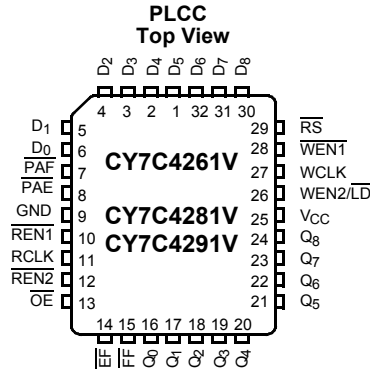 PLCC
Top View
D2 D3 D4 D5 D6 D7 D8
4 3 2 1 32 31 30
D1 5
D0 6
PAF 7
PAE 8
GND 9
REN1 10
RCLK 11
REN2 12
OE 13
CY7C4261V
CY7C4281V
CY7C4291V
29 RS
28 WEN1
27 WCLK
26 WEN2/LD
25 VCC
24 Q8
23 Q7
22 Q6
21 Q5
14 15 16 17 18 19 20
EF FF Q0 Q1 Q2 Q3 Q4